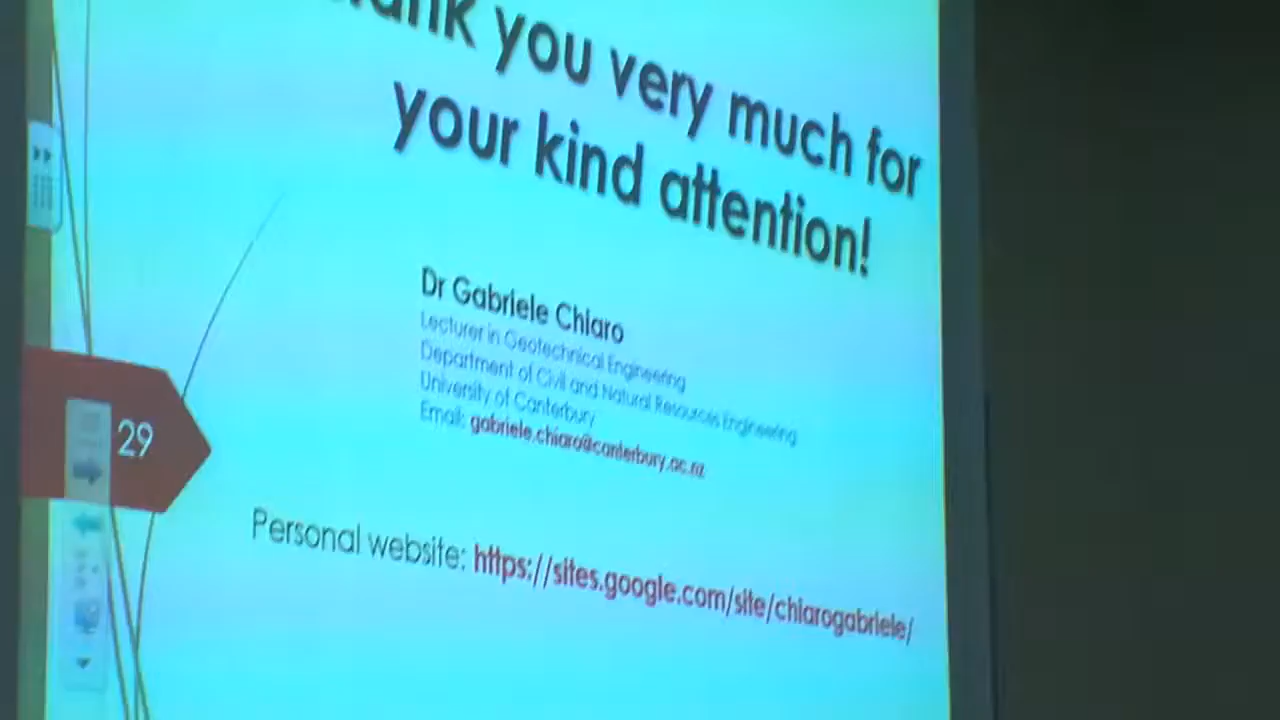 Thank you very much for
your kind attention!
Dr Gabriele Chiaro
Lecturer in Geotechnical Engineering
Department of Civil and Natural Resources Engineering
University of Canterbury
Email: gabriele.chiaro@canterbury.ac.nz
29
Personal website: https://sites.google.com/site/chiarogabriele/